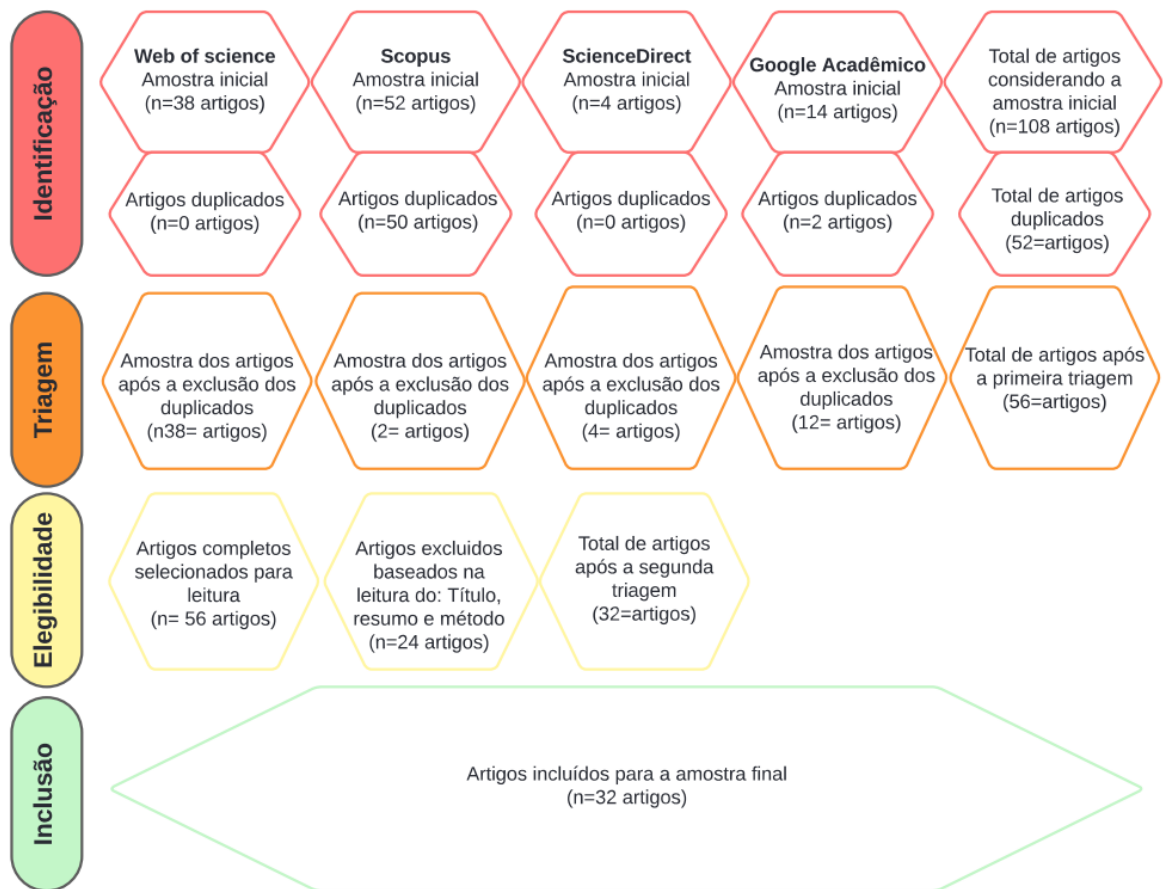 Identificação
Web of science
Amostra inicial
(n=38 artigos)
Scopus
Amostra inicial
(n=52 artigos)
ScienceDirect
Amostra inicial
(n=4 artigos)
Google Acadêmico
Amostra inicial
(n=14 artigos)
Total de artigos
considerando a
amostra inicial
(n=108 artigos)
Artigos duplicados
(n=0 artigos)
Artigos duplicados
(n=50 artigos)
Artigos duplicados
(n=0 artigos)
Artigos duplicados
(n=2 artigos)
Total de artigos
duplicados
(52=artigos)
Triagem
Amostra dos artigos
após a exclusão dos
duplicados
(n38= artigos)
Amostra dos artigos
após a exclusão dos
duplicados
(2= artigos)
Amostra dos artigos
após a exclusão dos
duplicados
(4= artigos)
Amostra dos artigos
após a exclusão dos
duplicados
(12= artigos)
Total de artigos após
a primeira triagem
(56=artigos)
Elegibilidade
Artigos completos
selecionados para
leitura
(n= 56 artigos)
Artigos excluidos
baseados na
leitura do: Título,
resumo e método
(n=24 artigos)
Total de artigos
após a segunda
triagem
(32=artigos)
Inclusão
Artigos incluídos para a amostra final
(n=32 artigos)